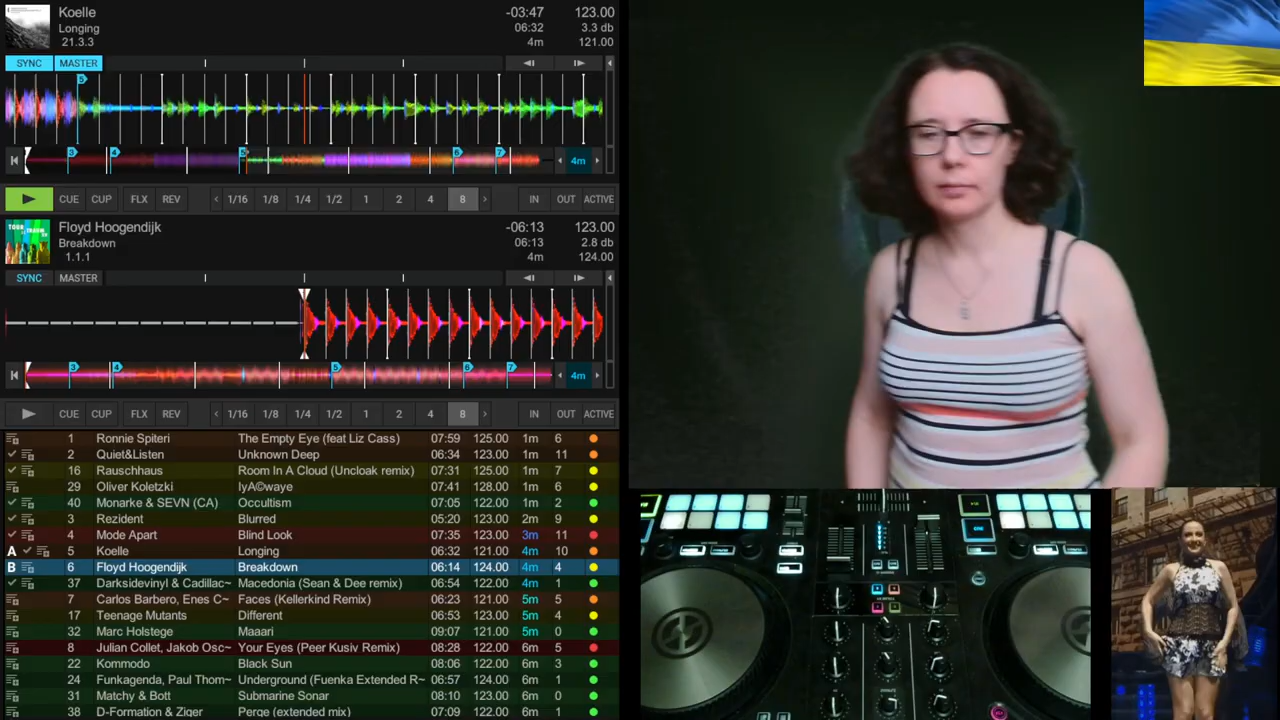 Koelle -03:47 123.00
Longing 06:32 3.3 db
21.3.3 4m 121.00
SYNC MASTER
5
3 4 5 6 7 4m
CUE CUP FLX REV < 1/16 1/8 1/4 1/2 1 2 4 8 > IN OUT ACTIVE
Floyd Hoogendijk -06:13 123.00
Breakdown 06:13 2.8 db
1.1.1 4m 124.00
SYNC MASTER
3 4 5 6 7 4m
CUE CUP FLX REV < 1/16 1/8 1/4 1/2 1 2 4 8 > IN OUT ACTIVE
1 Ronnie Spiteri The Empty Eye (feat Liz Cass) 07:59 125.00 1m 6
2 Quiet&Listen Unknown Deep 06:34 123.00 1m 11
16 Rauschhaus Room In A Cloud (Uncloak remix) 07:31 125.00 1m 7
29 Oliver Koletzki IyA©waye 07:41 128.00 1m 6
40 Monarke & SEVN (CA) Occultism 07:05 122.00 1m 2
3 Rezident Blurred 05:20 123.00 2m 9
4 Mode Apart Blind Look 07:35 123.00 3m 11
A 5 Koelle Longing 06:32 121.00 4m 10
B 6 Floyd Hoogendijk Breakdown 06:14 124.00 4m 4
37 Darksidevinyl & Cadillac~ Macedonia (Sean & Dee remix) 06:54 122.00 4m 1
7 Carlos Barbero, Enes C~ Faces (Kellerkind Remix) 06:23 121.00 5m 5
17 Teenage Mutants Different 06:53 123.00 5m 4
32 Marc Holstege Maaari 09:07 121.00 5m 0
8 Julian Collet, Jakob Osc~ Your Eyes (Peer Kusiv Remix) 08:28 122.00 6m 5
22 Kommodo Black Sun 08:06 122.00 6m 3
24 Funkagenda, Paul Thom~ Underground (Fuenka Extended R~ 06:57 124.00 6m 1
31 Matchy & Bott Submarine Sonar 08:10 123.00 6m 0
38 D-Formation & Ziger Perge (extended mix) 07:09 122.00 6m 1